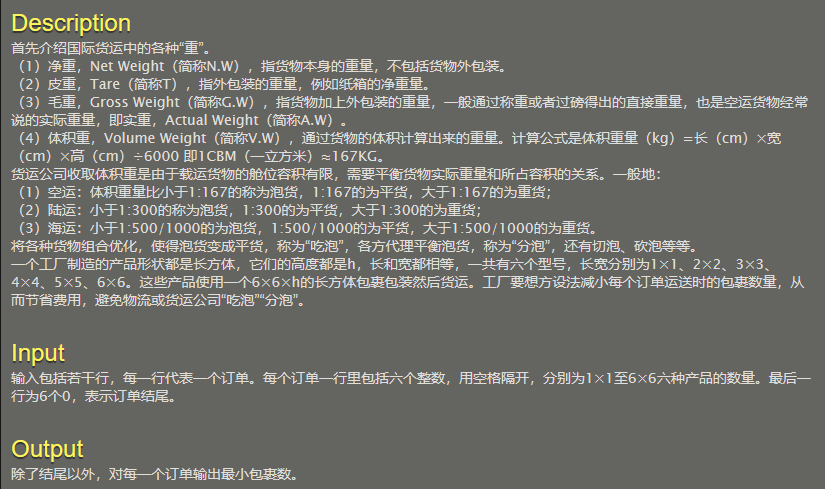 Description
首先介绍国际货运中的各种“重”。
（1）净重，Net Weight（简称N.W），指货物本身的重量，不包括货物外包装。
（2）皮重，Tare（简称T），指外包装的重量，例如纸箱的净重量。
（3）毛重，Gross Weight（简称G.W），指货物加上外包装的重量，一般通过称重或者过磅得出的直接重量，也是空运货物经常
说的实际重量，即实重，Actual Weight（简称A.W）。
（4）体积重，Volume Weight（简称V.W），通过货物的体积计算出来的重量。计算公式是体积重量（kg）=长（cm）×宽
（cm）×高（cm）÷6000 即1CBM（一立方米）≈167KG。
货运公司收取体积重是由于载运货物的舱位容积有限，需要平衡货物实际重量和所占容积的关系。一般地：
（1）空运：体积重量比小于1:167的称为泡货，1:167的为平货，大于1:167的为重货；
（2）陆运：小于1:300的称为泡货，1:300的为平货，大于1:300的为重货；
（3）海运：小于1:500/1000的为泡货，1:500/1000的为平货，大于1:500/1000的为重货。
将各种货物组合优化，使得泡货变成平货，称为“吃泡”，各方代理平衡泡货，称为“分泡”，还有切泡、砍泡等等。
一个工厂制造的产品形状都是长方体，它们的高度都是h，长和宽都相等，一共有六个型号，长宽分别为1×1、2×2、3×3、
4×4、5×5、6×6。这些产品使用一个6×6×h的长方体包裹包装然后货运。工厂要想方设法减小每个订单运送时的包裹数量，从
而节省费用，避免物流或货运公司“吃泡”“分泡”。
Input
输入包括若干行，每一行代表一个订单。每个订单一行里包括六个整数，用空格隔开，分别为1×1至6×6六种产品的数量。最后一
行为6个0，表示订单结尾。
Output
除了结尾以外，对每一个订单输出最小包裹数。